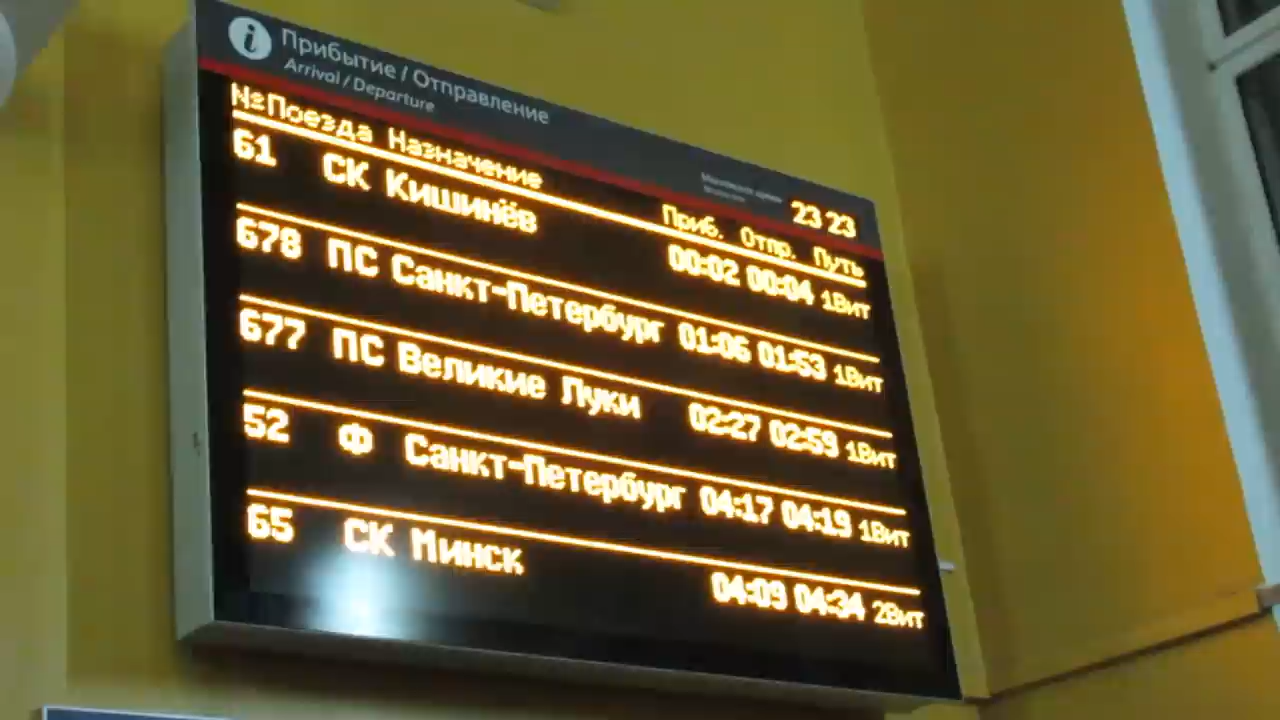 i Прибытие / Отправление
Arrival / Departure
23 23
№Поезда Назначение Приб. Отпр. Путь
61 СК Кишинёв 00:02 00:04 1Вит
678 ПС Санкт-Петербург 01:06 01:53 1Вит
677 ПС Великие Луки 02:27 02:59 1Вит
52 Ф Санкт-Петербург 04:17 04:19 1Вит
65 СК Минск 04:09 04:34 2Вит